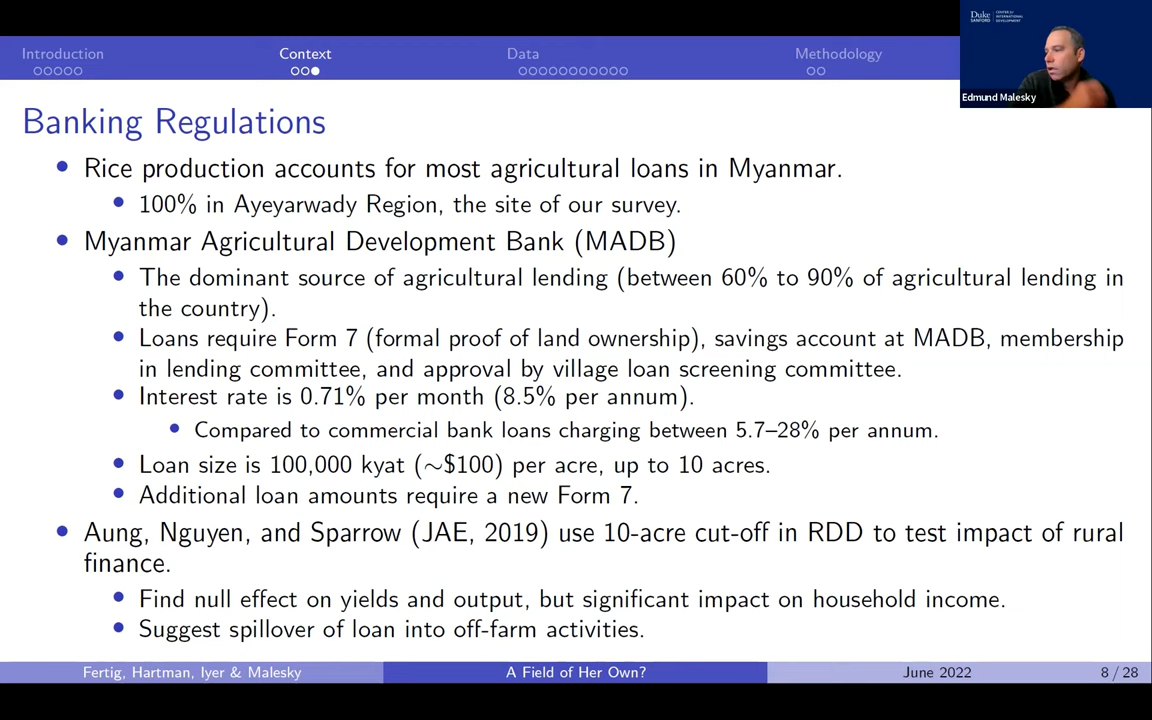 Introduction
Context
Data
Methodology
Duke
SANFORD
CENTER for
INTERNATIONAL
DEVELOPMENT
Edmund Malesky
Banking Regulations
Rice production accounts for most agricultural loans in Myanmar.
100% in Ayeyarwady Region, the site of our survey.
Myanmar Agricultural Development Bank (MADB)
The dominant source of agricultural lending (between 60% to 90% of agricultural lending in
the country).
Loans require Form 7 (formal proof of land ownership), savings account at MADB, membership
in lending committee, and approval by village loan screening committee.
Interest rate is 0.71% per month (8.5% per annum).
Compared to commercial bank loans charging between 5.7–28% per annum.
Loan size is 100,000 kyat (∼$100) per acre, up to 10 acres.
Additional loan amounts require a new Form 7.
Aung, Nguyen, and Sparrow (JAE, 2019) use 10-acre cut-off in RDD to test impact of rural
finance.
Find null effect on yields and output, but significant impact on household income.
Suggest spillover of loan into off-farm activities.
Fertig, Hartman, Iyer & Malesky
A Field of Her Own?
June 2022
8 / 28